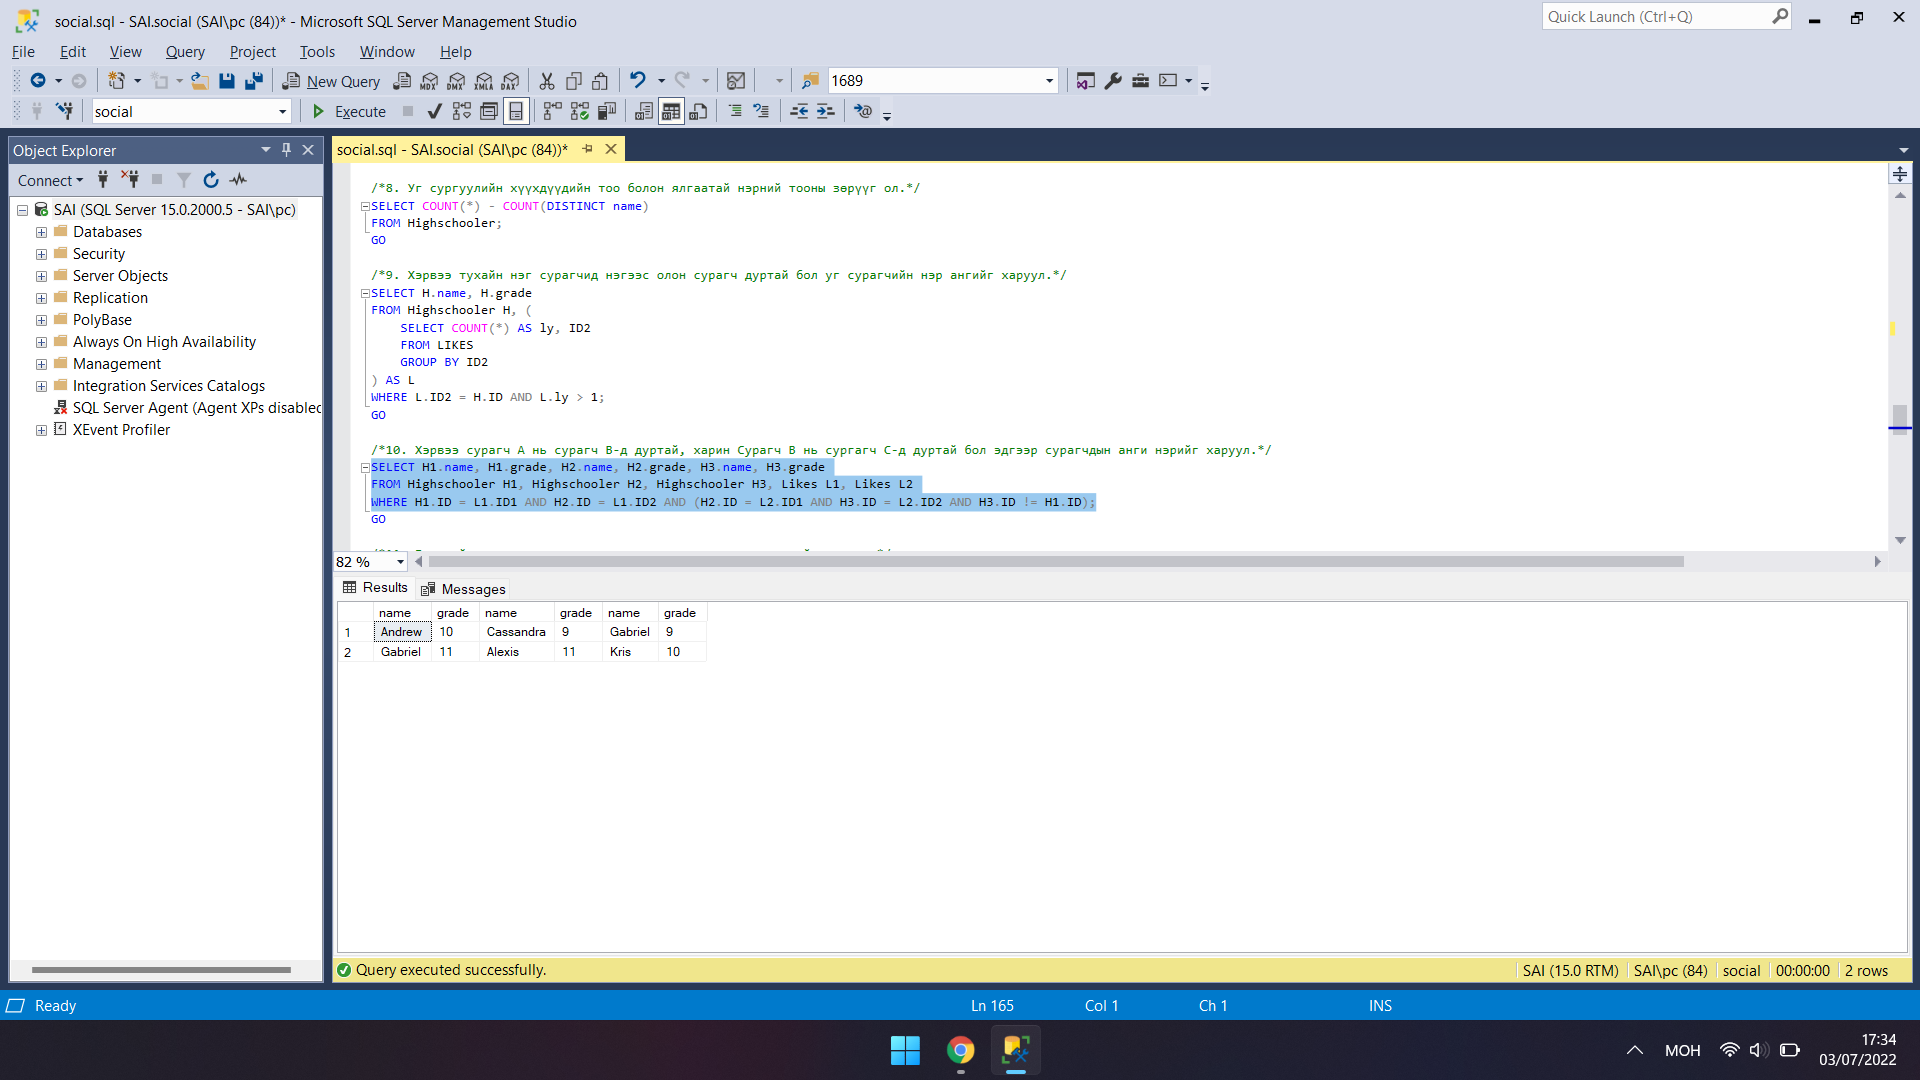 social.sql - SAI.social (SAI\pc (84))* - Microsoft SQL Server Management Studio
Quick Launch (Ctrl+Q)
File Edit View Query Project Tools Window Help
New Query MDX DMX XMLA DAX 1689
social Execute
Object Explorer
Connect
SAI (SQL Server 15.0.2000.5 - SAI\pc)
Databases
Security
Server Objects
Replication
PolyBase
Always On High Availability
Management
Integration Services Catalogs
SQL Server Agent (Agent XPs disabled
XEvent Profiler
social.sql - SAI.social (SAI\pc (84))*
/*8. Уг сургуулийн хүүхдүүдийн тоо болон ялгаатай нэрний тооны зөрүүг ол.*/
SELECT COUNT(*) - COUNT(DISTINCT name)
FROM Highschooler;
GO
/*9. Хэрвээ тухайн нэг сурагчид нэгээс олон сурагч дуртай бол уг сурагчийн нэр ангийг харуул.*/
SELECT H.name, H.grade
FROM Highschooler H, (
SELECT COUNT(*) AS ly, ID2
FROM LIKES
GROUP BY ID2
) AS L
WHERE L.ID2 = H.ID AND L.ly > 1;
GO
/*10. Хэрвээ сурагч А нь сурагч В-д дуртай, харин Сурагч В нь сургагч С-д дуртай бол эдгээр сурагчдын анги нэрийг харуул.*/
SELECT H1.name, H1.grade, H2.name, H2.grade, H3.name, H3.grade
FROM Highschooler H1, Highschooler H2, Highschooler H3, Likes L1, Likes L2
WHERE H1.ID = L1.ID1 AND H2.ID = L1.ID2 AND (H2.ID = L2.ID1 AND H3.ID = L2.ID2 AND H3.ID != H1.ID);
GO
82 %
Results Messages
name grade name grade name grade
1 Andrew 10 Cassandra 9 Gabriel 9
2 Gabriel 11 Alexis 11 Kris 10
Query executed successfully.
SAI (15.0 RTM) SAI\pc (84) social 00:00:00 2 rows
Ready Ln 165 Col 1 Ch 1 INS
МОН 17:34
03/07/2022